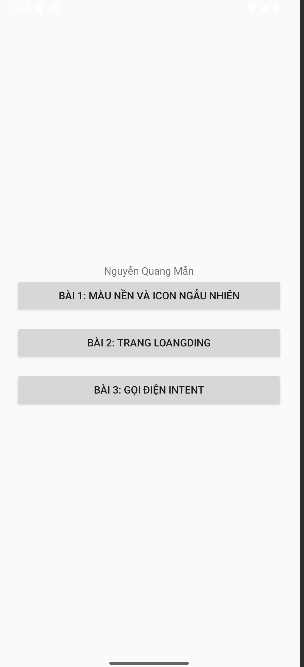 Nguyễn Quang Mẫn
BÀI 1: MÀU NỀN VÀ ICON NGẪU NHIÊN
BÀI 2: TRANG LOANGDING
BÀI 3: GỌI ĐIỆN INTENT